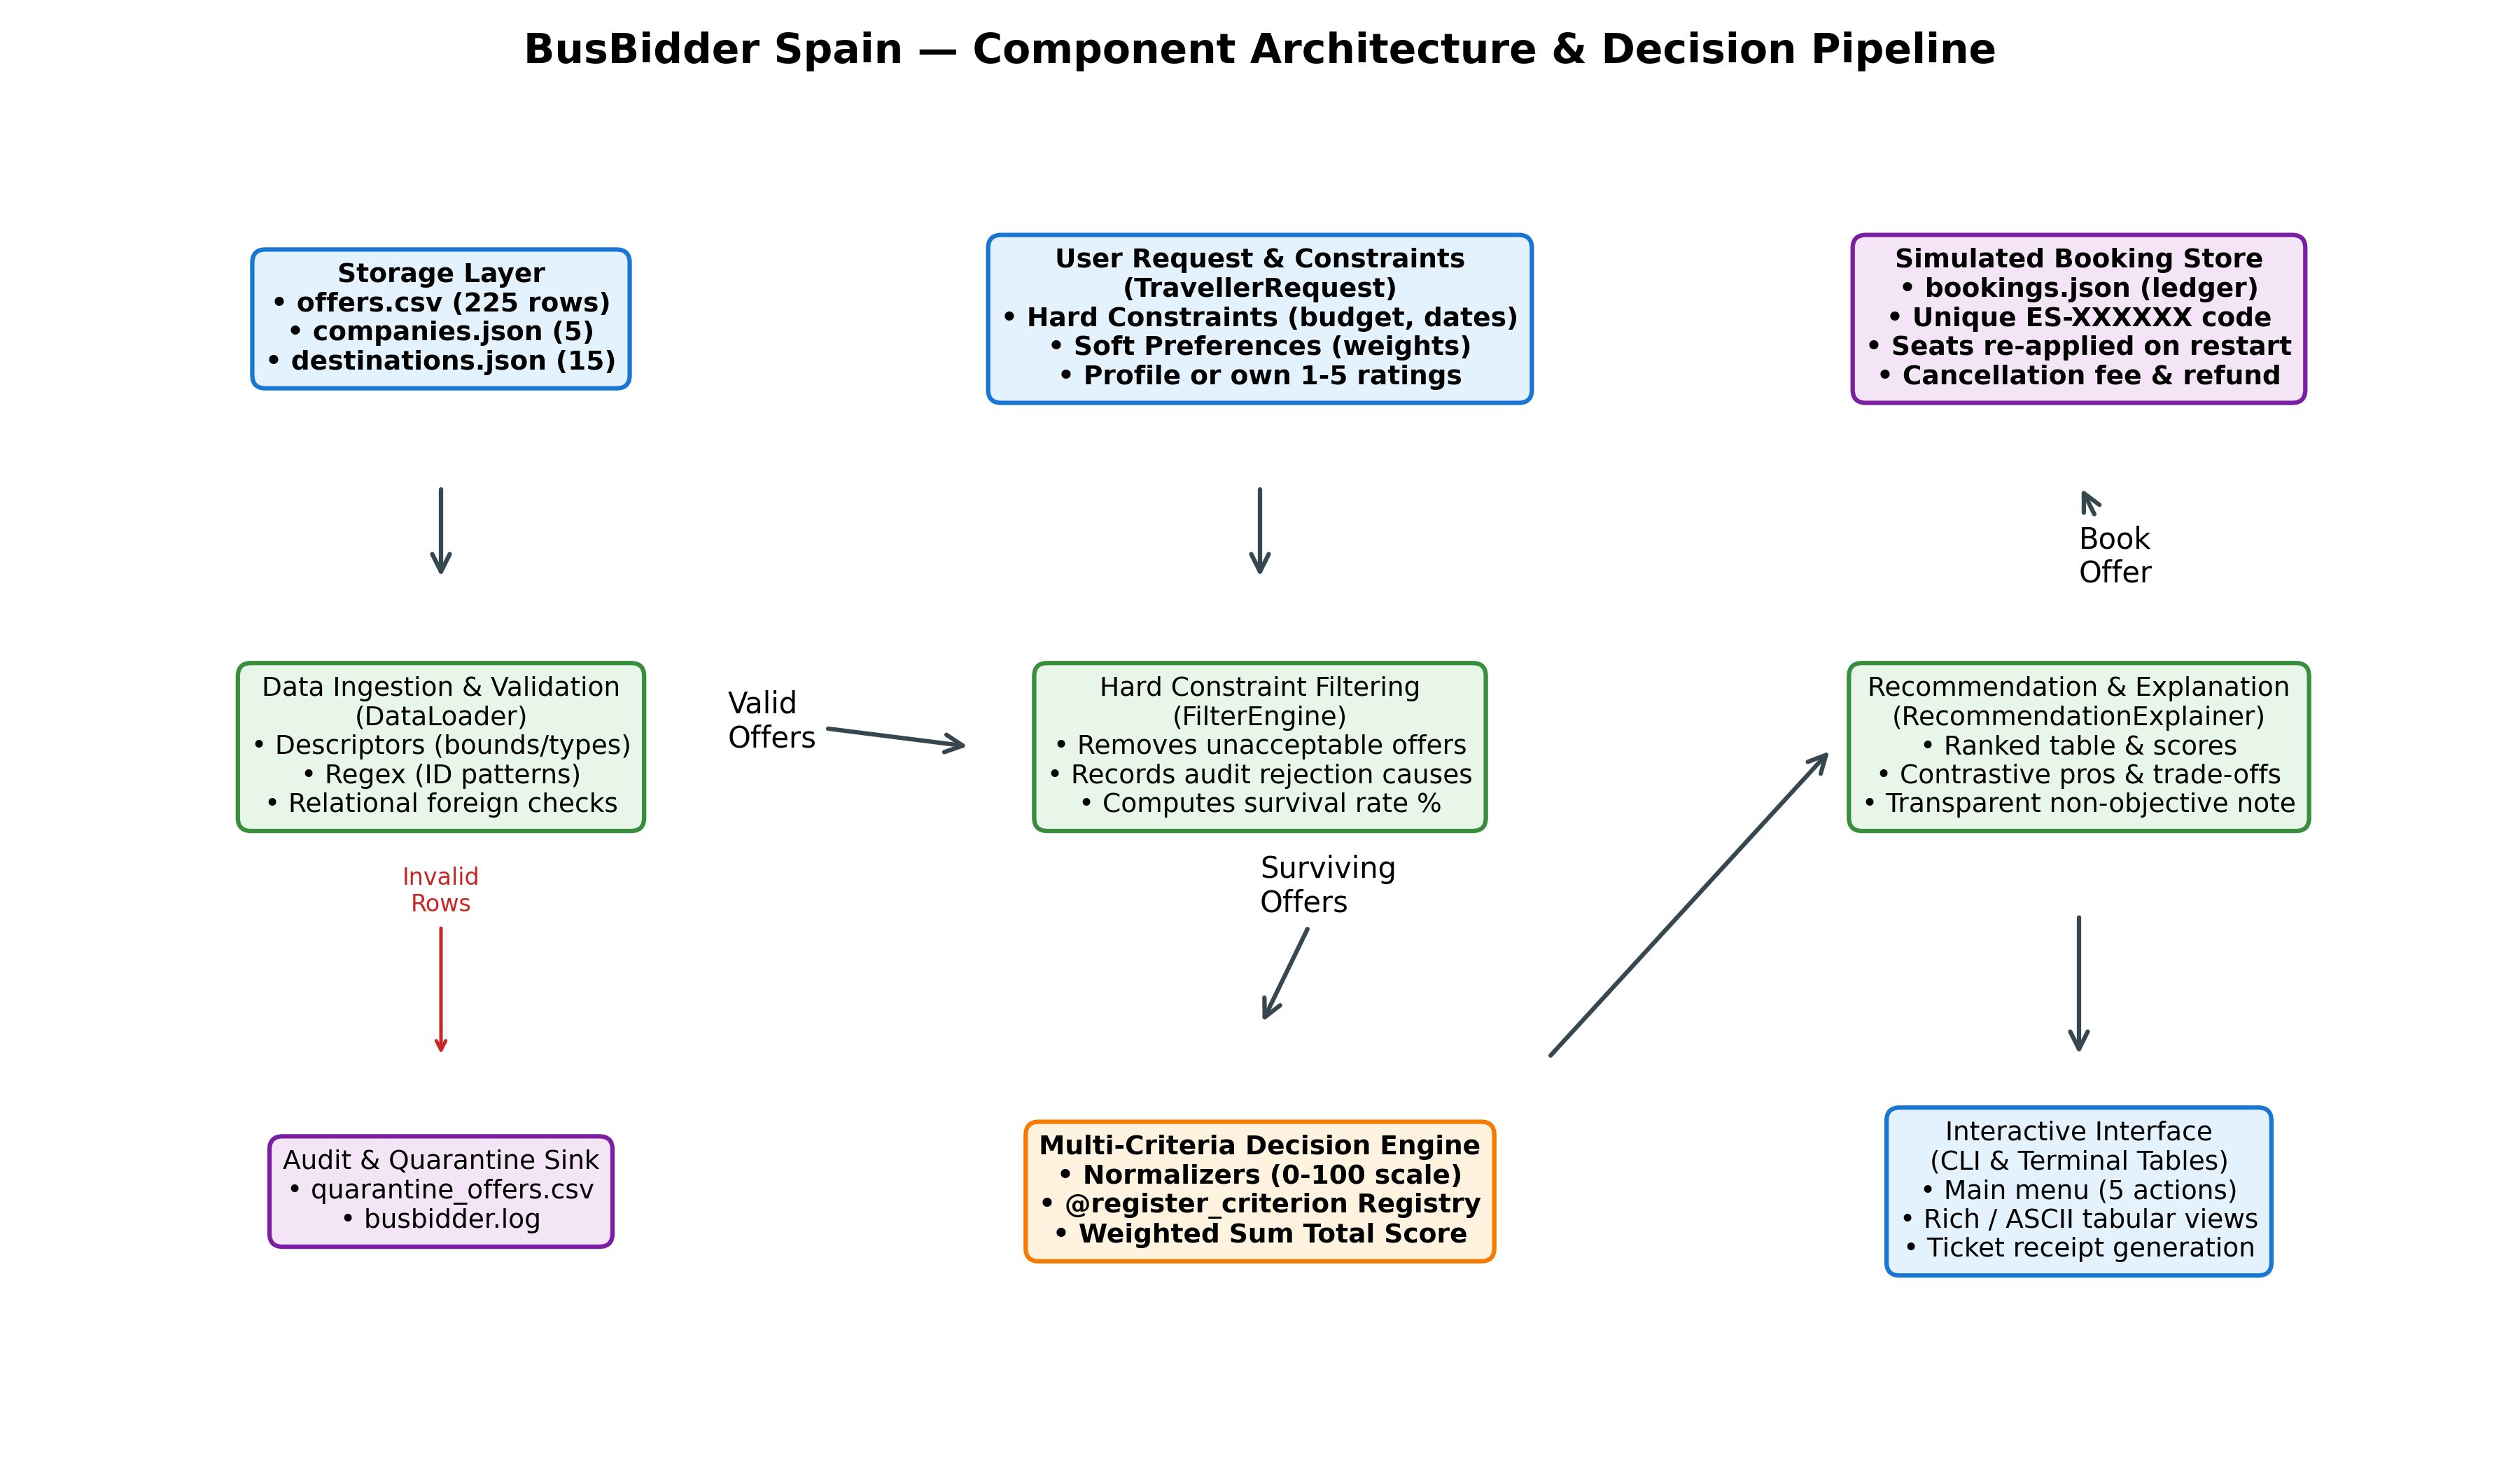 BusBidder Spain — Component Architecture & Decision Pipeline
Storage Layer
• offers.csv (225 rows)
• companies.json (5)
• destinations.json (15)
User Request & Constraints
(TravellerRequest)
• Hard Constraints (budget, dates)
• Soft Preferences (weights)
• Profile or own 1-5 ratings
Simulated Booking Store
• bookings.json (ledger)
• Unique ES-XXXXXX code
• Seats re-applied on restart
• Cancellation fee & refund
Book
Offer
Data Ingestion & Validation
(DataLoader)
• Descriptors (bounds/types)
• Regex (ID patterns)
• Relational foreign checks
Valid
Offers
Hard Constraint Filtering
(FilterEngine)
• Removes unacceptable offers
• Records audit rejection causes
• Computes survival rate %
Recommendation & Explanation
(RecommendationExplainer)
• Ranked table & scores
• Contrastive pros & trade-offs
• Transparent non-objective note
Invalid
Rows
Surviving
Offers
Audit & Quarantine Sink
• quarantine_offers.csv
• busbidder.log
Multi-Criteria Decision Engine
• Normalizers (0-100 scale)
• @register_criterion Registry
• Weighted Sum Total Score
Interactive Interface
(CLI & Terminal Tables)
• Main menu (5 actions)
• Rich / ASCII tabular views
• Ticket receipt generation